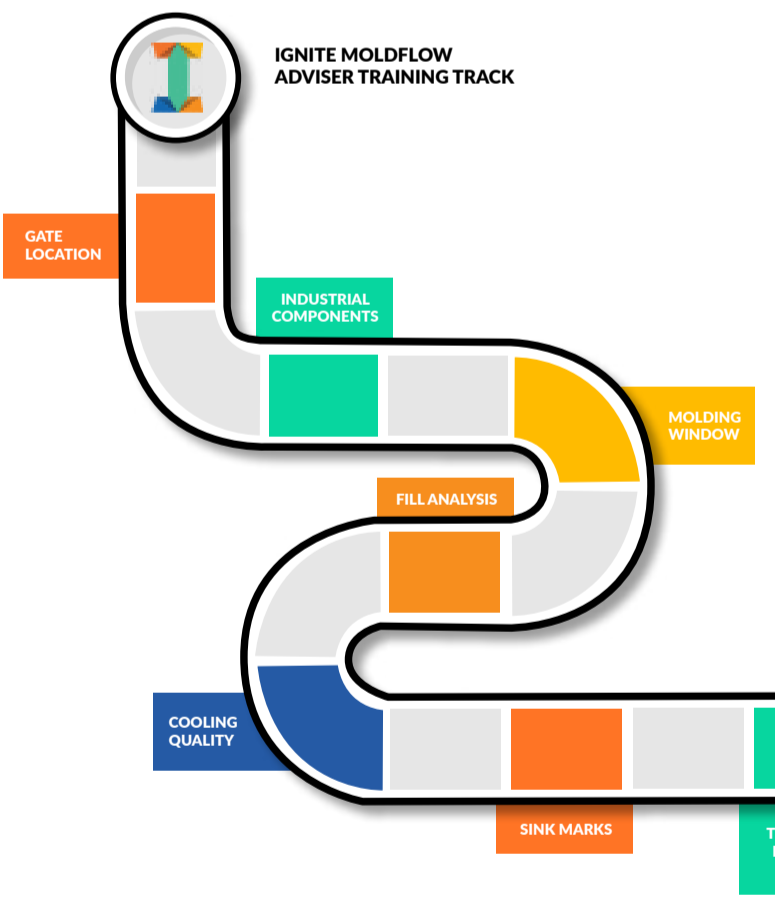 IGNITE MOLDFLOW
ADVISER TRAINING TRACK
GATE
LOCATION
INDUSTRIAL
COMPONENTS
MOLDING
WINDOW
FILL ANALYSIS
COOLING
QUALITY
SINK MARKS